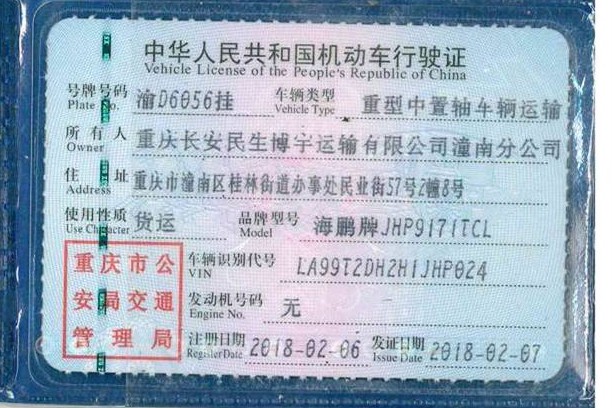 中华人民共和国机动车行驶证
Vehicle License of the People's Republic of China
号牌号码 渝D6056挂 车辆类型 重型中置轴车辆运输
Plate No. Vehicle Type
所有人 重庆长安民生博宇运输有限公司潼南分公司
Owner
住址 重庆市潼南区桂林街道办事处民业街57号2幢8号
Address
使用性质 货运 品牌型号 海鹏牌JHP9171TCL
Use Character Model
重庆市公 车辆识别代号 LA99T2DH2H1JHP024
VIN
安局交通 发动机号码 无
Engine No.
管理局 注册日期 2018-02-06 发证日期 2018-02-07
Register Date Issue Date